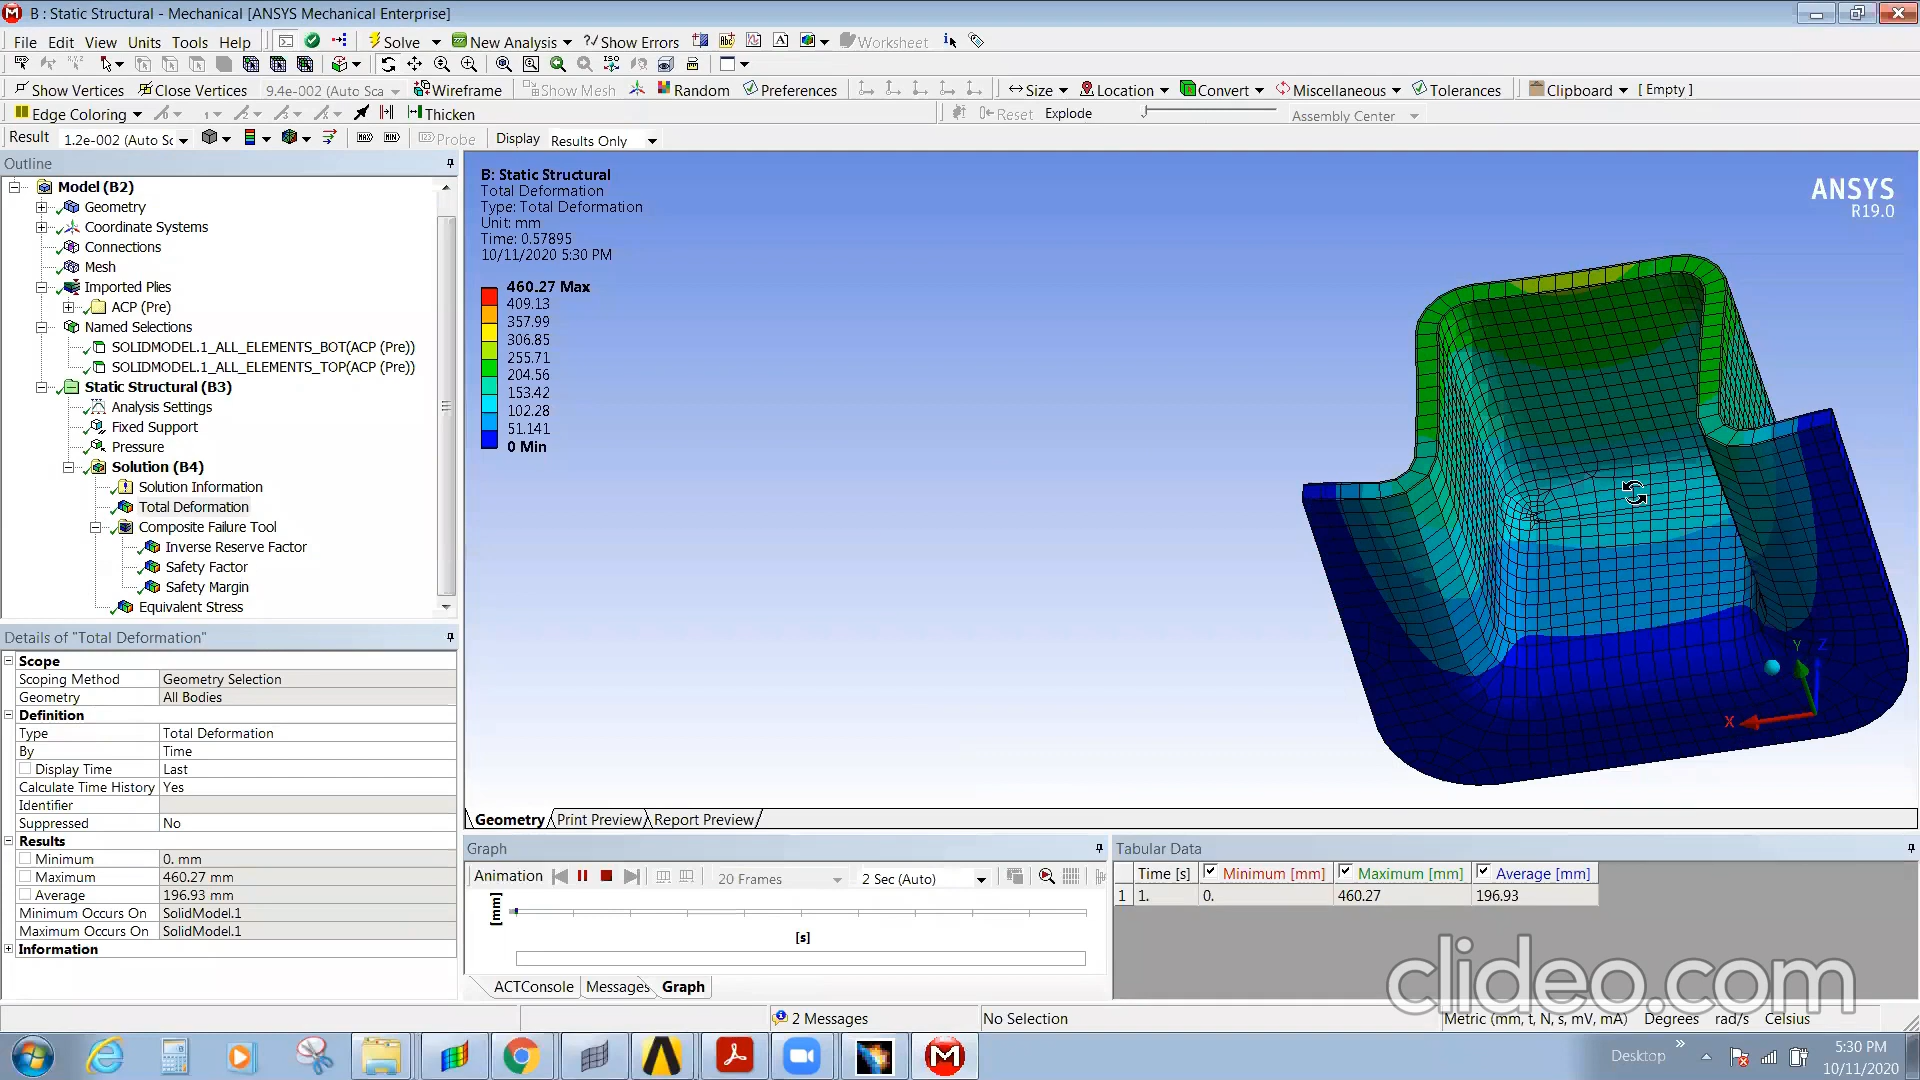 B : Static Structural - Mechanical [ANSYS Mechanical Enterprise]
File Edit View Units Tools Help Solve New Analysis ?/Show Errors Worksheet
Show Vertices Close Vertices 9.4e-002 (Auto Sca Wireframe Show Mesh Random Preferences Size Location Convert Miscellaneous Tolerances Clipboard [ Empty ]
Edge Coloring Thicken Reset Explode Assembly Center
Result 1.2e-002 (Auto Sc MAX MIN Probe Display Results Only
Outline
Model (B2)
Geometry
Coordinate Systems
Connections
Mesh
Imported Plies
ACP (Pre)
Named Selections
SOLIDMODEL.1_ALL_ELEMENTS_BOT(ACP (Pre))
SOLIDMODEL.1_ALL_ELEMENTS_TOP(ACP (Pre))
Static Structural (B3)
Analysis Settings
Fixed Support
Pressure
Solution (B4)
Solution Information
Total Deformation
Composite Failure Tool
Inverse Reserve Factor
Safety Factor
Safety Margin
Equivalent Stress
B: Static Structural
Total Deformation
Type: Total Deformation
Unit: mm
Time: 0.57895
10/11/2020 5:30 PM
460.27 Max
409.13
357.99
306.85
255.71
204.56
153.42
102.28
51.141
0 Min
ANSYS
R19.0
Y Z
X
Details of "Total Deformation"
Scope
Scoping Method Geometry Selection
Geometry All Bodies
Definition
Type Total Deformation
By Time
Display Time Last
Calculate Time History Yes
Identifier
Suppressed No
Results
Minimum 0. mm
Maximum 460.27 mm
Average 196.93 mm
Minimum Occurs On SolidModel.1
Maximum Occurs On SolidModel.1
Information
Geometry Print Preview Report Preview
Graph
Animation 20 Frames 2 Sec (Auto)
[mm]
[s]
ACTConsole Messages Graph
Tabular Data
Time [s] Minimum [mm] Maximum [mm] Average [mm]
1 1. 0. 460.27 196.93
clideo.com
2 Messages No Selection Metric (mm, t, N, s, mV, mA) Degrees rad/s Celsius
Desktop
5:30 PM
10/11/2020